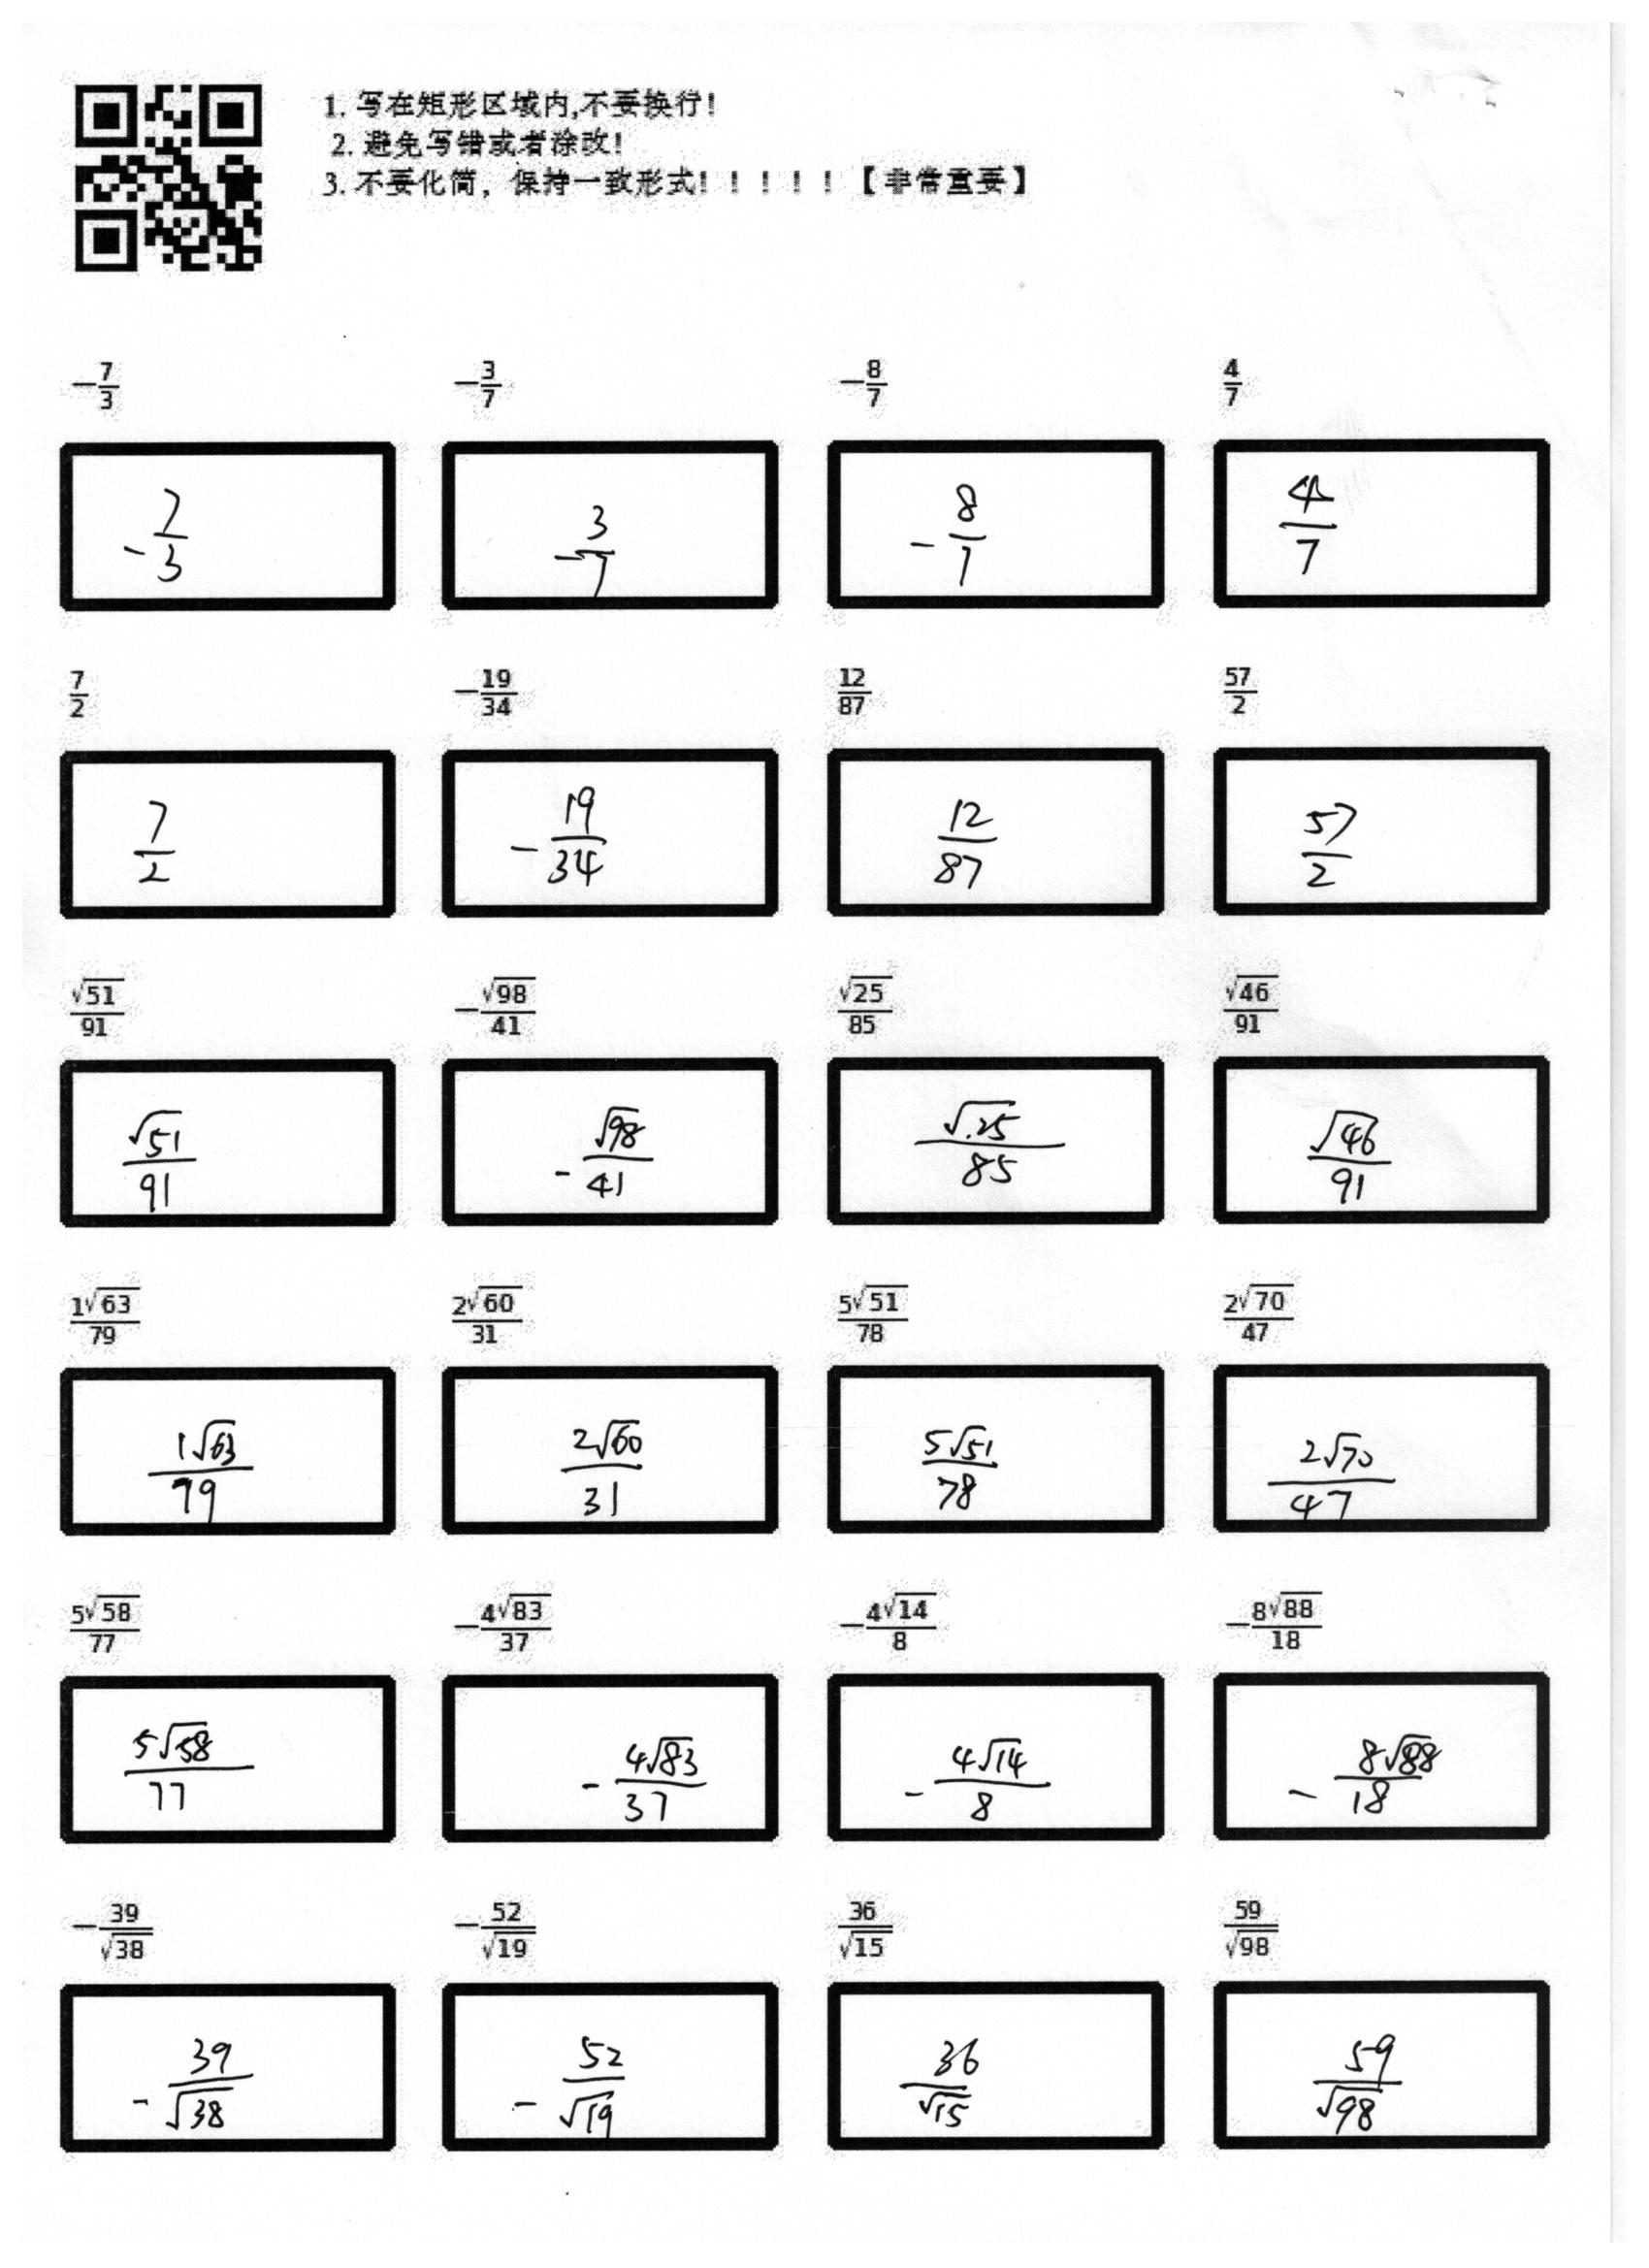 1. 写在矩形区域内,不要换行!
2. 避免写错或者涂改!
3. 不要化简，保持一致形式! ! ! ! ! 【非常重要】
-\frac{7}{3} -\frac{3}{7} -\frac{8}{7} \frac{4}{7}
-\frac{7}{3} -\frac{3}{7} -\frac{8}{7} \frac{4}{7}
\frac{7}{2} -\frac{19}{34} \frac{12}{87} \frac{57}{2}
\frac{7}{2} -\frac{19}{34} \frac{12}{87} \frac{57}{2}
\frac{\sqrt{51}}{91} -\frac{\sqrt{98}}{41} \frac{\sqrt{25}}{85} \frac{\sqrt{46}}{91}
\frac{\sqrt{51}}{91} -\frac{\sqrt{98}}{41} \frac{\sqrt{25}}{85} \frac{\sqrt{46}}{91}
\frac{1\sqrt{63}}{79} \frac{2\sqrt{60}}{31} \frac{5\sqrt{51}}{78} \frac{2\sqrt{70}}{47}
\frac{1\sqrt{63}}{79} \frac{2\sqrt{60}}{31} \frac{5\sqrt{51}}{78} \frac{2\sqrt{70}}{47}
\frac{5\sqrt{58}}{77} -\frac{4\sqrt{83}}{37} -\frac{4\sqrt{14}}{8} -\frac{8\sqrt{88}}{18}
\frac{5\sqrt{58}}{77} -\frac{4\sqrt{83}}{37} -\frac{4\sqrt{14}}{8} -\frac{8\sqrt{88}}{18}
-\frac{39}{\sqrt{38}} -\frac{52}{\sqrt{19}} \frac{36}{\sqrt{15}} \frac{59}{\sqrt{98}}
-\frac{39}{\sqrt{38}} -\frac{52}{\sqrt{19}} \frac{36}{\sqrt{15}} \frac{59}{\sqrt{98}}